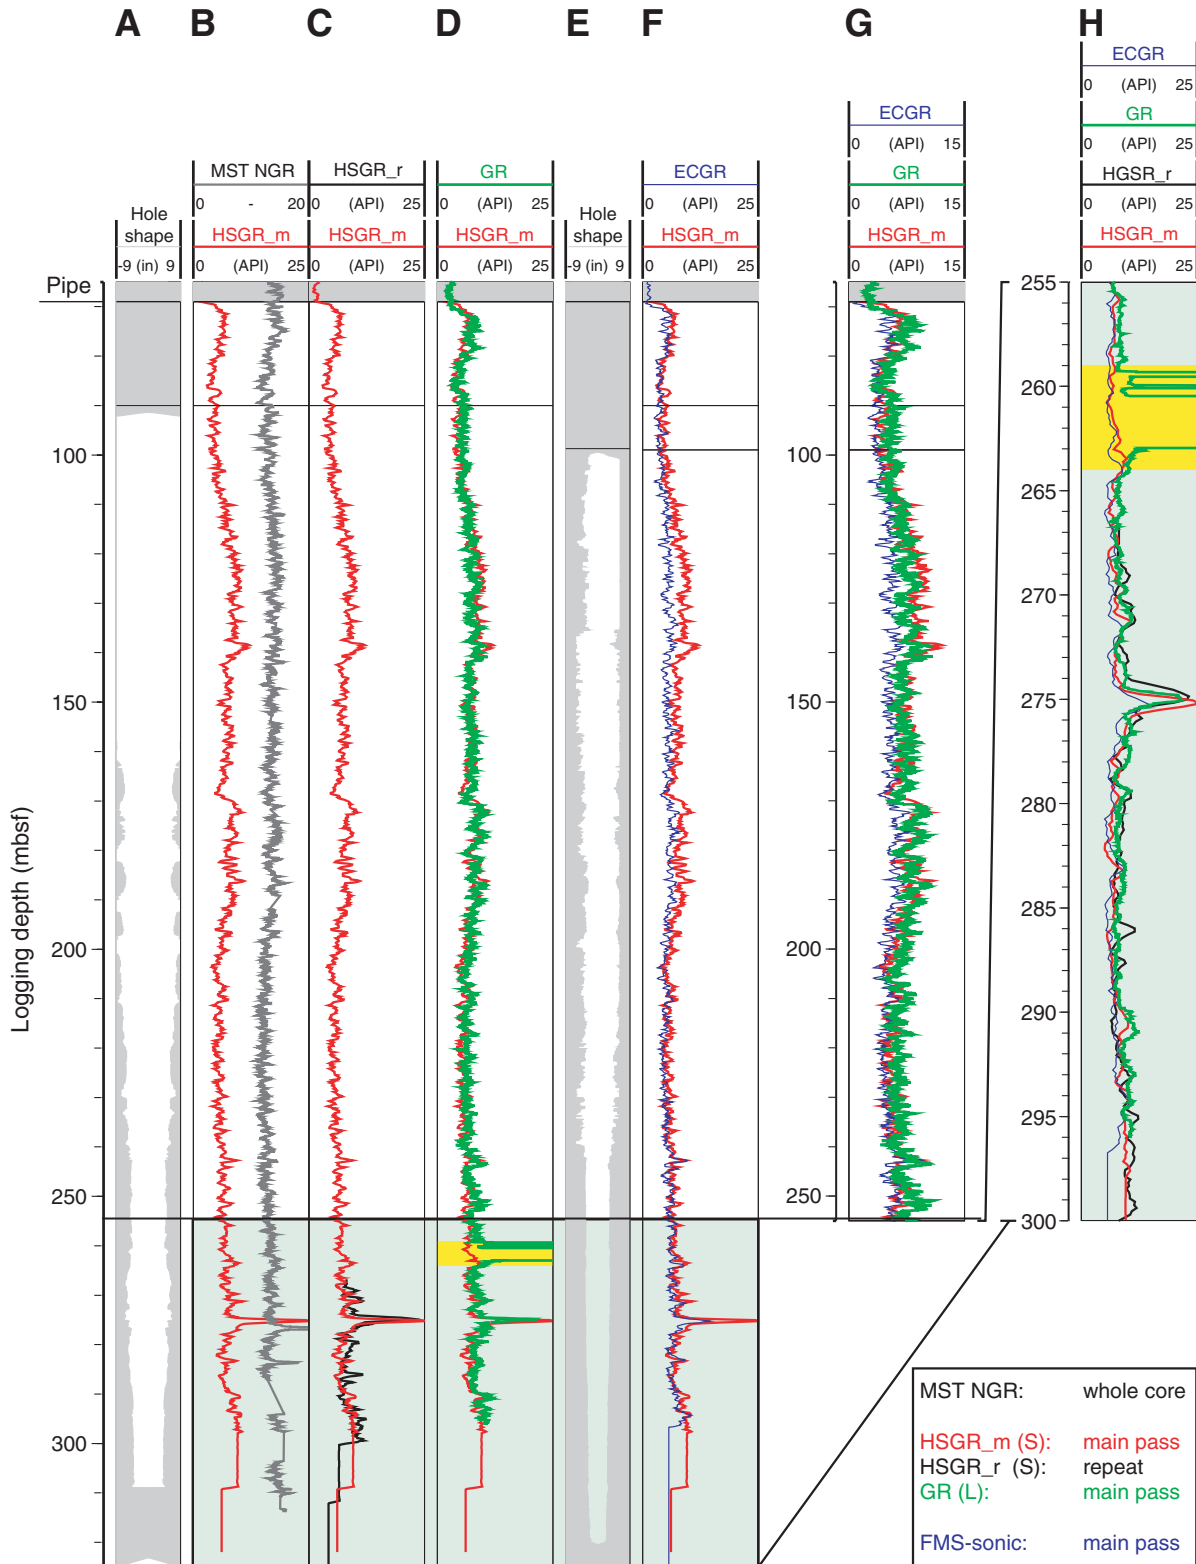 A B C D E F G H
ECGR
0 (API) 25
GR
0 (API) 25
HGSR_r
0 (API) 25
HSGR_m
0 (API) 25
ECGR
0 (API) 15
GR
0 (API) 15
HSGR_m
0 (API) 15
MST NGR
0 - 20
HSGR_m
0 (API) 25
HSGR_r
0 (API) 25
HSGR_m
0 (API) 25
GR
0 (API) 25
HSGR_m
0 (API) 25
ECGR
0 (API) 25
HSGR_m
0 (API) 25
Hole
shape
-9 (in) 9
Hole
shape
-9 (in) 9
Pipe
Logging depth (mbsf)
100
150
200
250
300
100
150
200
250
255
260
265
270
275
280
285
290
295
300
MST NGR: whole core
HSGR_m (S): main pass
HSGR_r (S): repeat
GR (L): main pass
FMS-sonic: main pass